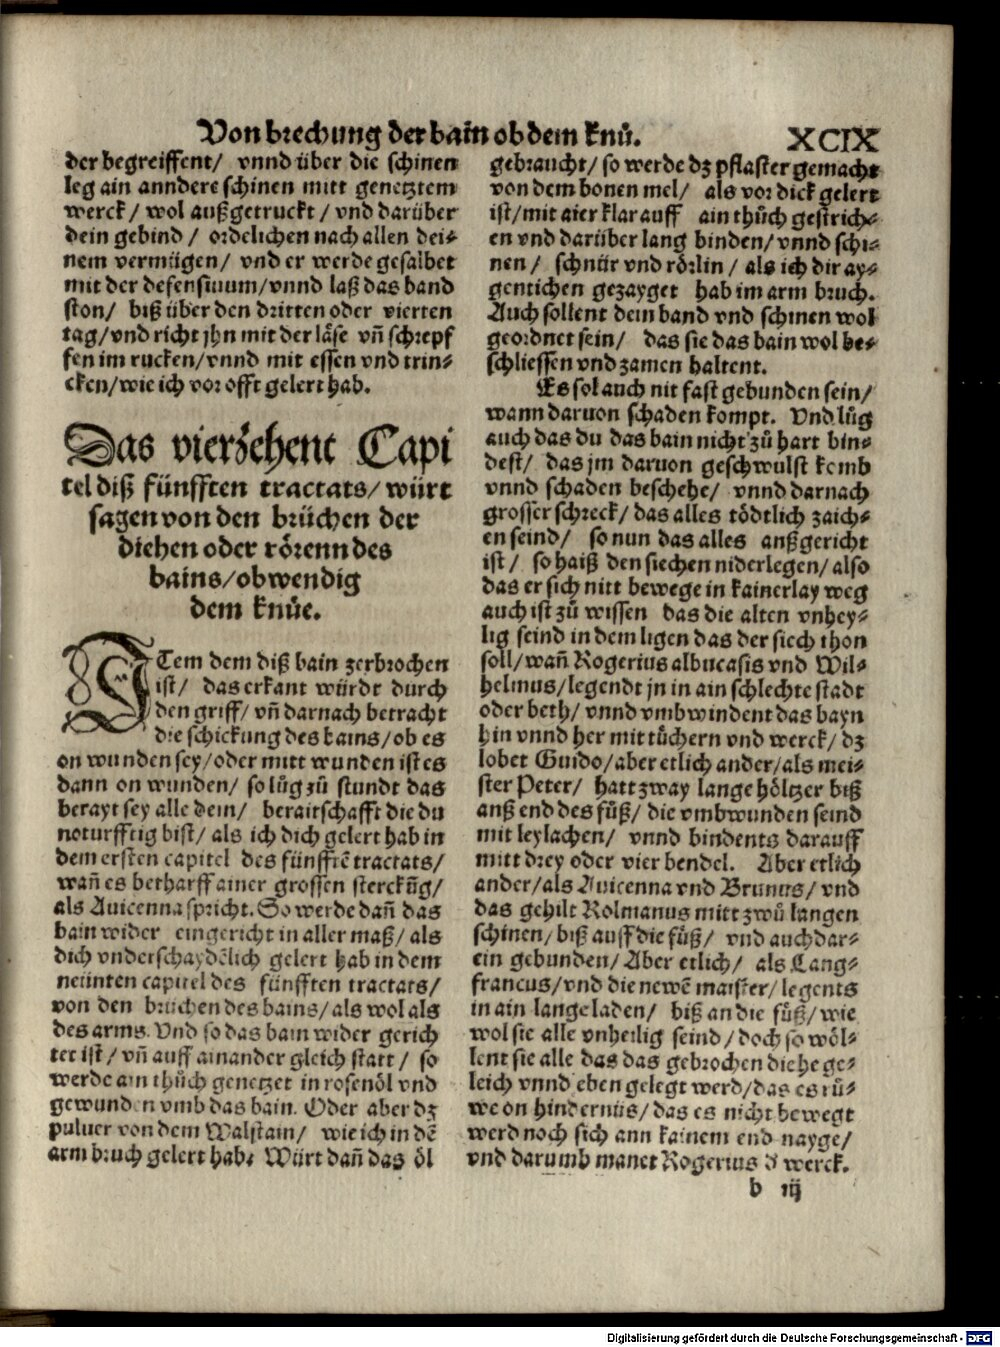 Von brechung der bain ob dem knů. XCIX
der begreiffent/ vnnd über die schinen
leg ain anndere schinen mitt genetztem
werck/ wol außgetruckt/ vnd darüber
dein gebind/ ordelichen nach allen dei⸗
nem vermügen/ vnd er werde gesalbet
mit der defensiuum/ vnnd laß das band
ston/ biß über den dritten oder vierten
tag/ vnd richt jhn mit der läse vñ schrepf
fen im rucken/ vnnd mit essen vnd trin⸗
cken/ wie ich vor offt gelert hab.
Das vierzehent Capi
tel diß fünfften tractats/ würt
sagen von den brüchen der
diehen oder rörenn des
bains/ obwendig
dem knůe.
ITem dem diß bain zerbrochen
ist/ das erkant würdt durch
den griff/ vñ darnach betracht
die schickung des bains/ ob es
on wunden sey/ oder mitt wunden ist es
dann on wunden/ so lůg zů stundt das
berayt sey alle dein/ beraitschafft die du
noturfftig bist/ als ich dich gelert hab in
dem ersten capitel des fünfftē tractats/
wañ es betharff ainer grossen sterckũg/
als Auicenna spricht. So werde dañ das
bain wider eingericht in aller maß/ als
dich vnderschaydēlich gelert hab in dem
neünten capitel des fünfften tractats/
von den brüchen des bains/ als wol als
des arms. Vnd so das bain wider gerich
tet ist/ vñ auff ainander gleich statt/ so
werde ain thůch genetzet in rosenöl vnd
gewunden vmb das bain. Oder aber dz
puluer von dem Walstain/ wie ich in dē
arm bruch gelert hab. Würt dañ das öl
gebraucht/ so werde dz pflaster gemacht
von dem bonen mel/ als vor dick gelert
ist/ mit aier klar auff ain thůch gestrich⸗
en vnd darüber lang binden/ vnnd schi⸗
nen/ schnür vnd rörlin/ als ich dir ay⸗
gentichen gezayget hab im arm bruch.
Auch sollent dein band vnd schinen wol
geordnet sein/ das sie das bain wol be⸗
schliessen vnd zamen haltent.
Es sol auch nit fast gebunden sein/
wann daruon schaden kompt. Vnd lůg
auch das du das bain nicht zů hart bin⸗
dest/ das jm daruon geschwulst komb
vnnd schaden beschehe/ vnnd darnach
grosser schreck/ das alles tödtlich zaich⸗
en seind/ so nun das alles außgericht
ist/ so haiß den siechen niderlegen/ also
das er sich nitt bewege in kainerlay weg
auch ist zů wissen das die alten vnhey⸗
lig seind in dem ligen das der siech thon
soll/ wañ Rogerius albucasis vnd Wil⸗
helmus/ legendt jn in ain schlechte stadt
oder beth/ vnnd vmbwindent das bayn
hin vnnd her mit tůchern vnd werck/ dz
lobet Guido/ aber etlich ander/ als mei⸗
ster Peter/ hatt zway lange höltzer biß
anß end des fůß/ die vmbwunden seind
mit leylachen/ vnnd bindents darauff
mitt drey oder vier bendel. Aber etlich
ander/ als Auicenna vnd Brunus/ vnd
das gehilt Rolmanus mitt zwů langen
schinen/ biß auff die fůß/ vnd auch dar⸗
ein gebunden/ Aber etlich/ als Lang⸗
francus/ vnd die newē maister/ legents
in ain lange laden/ biß an die fůß/ wie
wol sie alle vnheilig seind/ doch so wöl⸗
lent sie alle das das gebrochen diehe ge⸗
leich vnnd eben gelegt werd/ das es rů⸗
we on hindernüs/ das es nicht bewegt
werd noch sich ann kainem end nayge/
vnd darumb manet Rogerius d' werck.
b iij
Digitalisierung gefördert durch die Deutsche Forschungsgemeinschaft - DFG